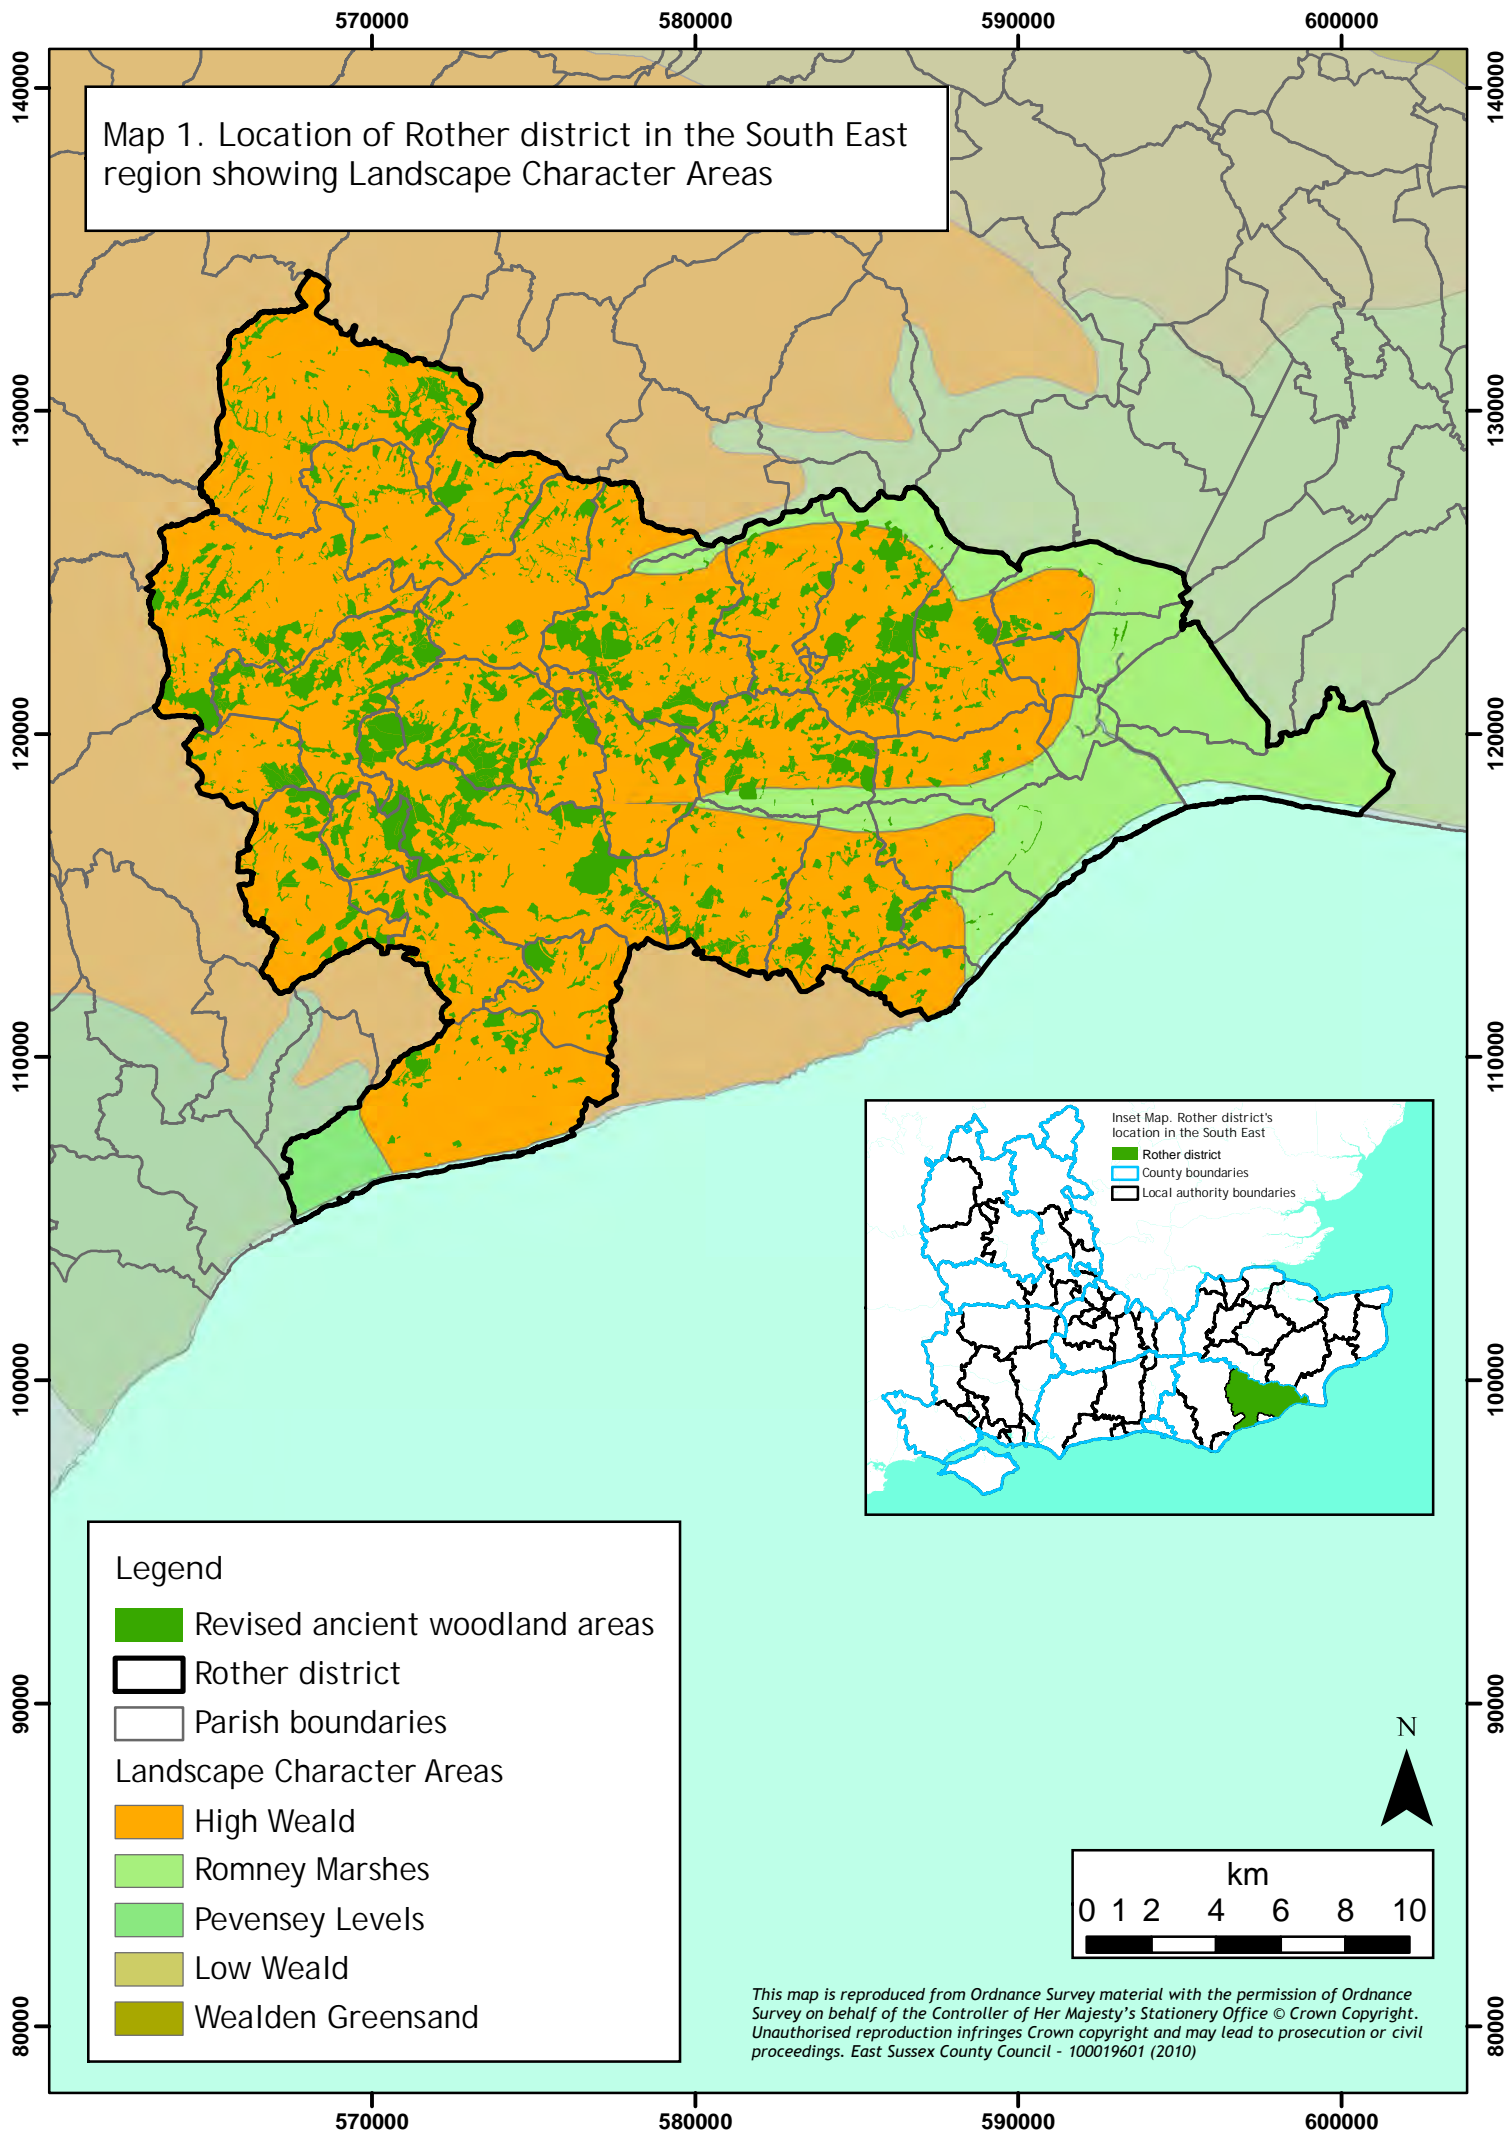 570000 580000 590000 600000
140000 140000
Map 1. Location of Rother district in the South East
region showing Landscape Character Areas
130000 130000
120000 120000
110000 110000
Inset Map. Rother district's
location in the South East
Rother district
County boundaries
Local authority boundaries
100000 100000
Legend
Revised ancient woodland areas
Rother district
Parish boundaries
Landscape Character Areas
High Weald
Romney Marshes
Pevensey Levels
Low Weald
Wealden Greensand
90000 90000
N
km
0 1 2 4 6 8 10
This map is reproduced from Ordnance Survey material with the permission of Ordnance
Survey on behalf of the Controller of Her Majesty's Stationery Office © Crown Copyright.
Unauthorised reproduction infringes Crown copyright and may lead to prosecution or civil
proceedings. East Sussex County Council - 100019601 (2010)
80000 80000
570000 580000 590000 600000